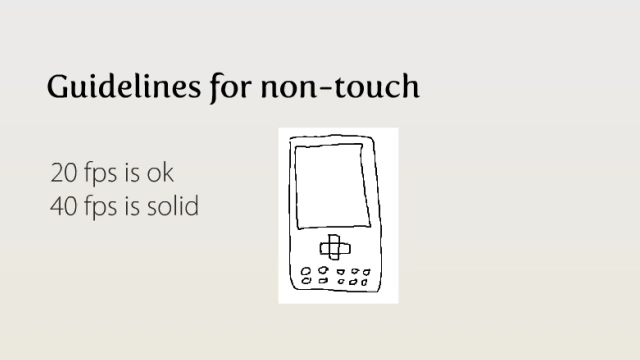 Guidelines for non-touch
20 fps is ok
40 fps is solid